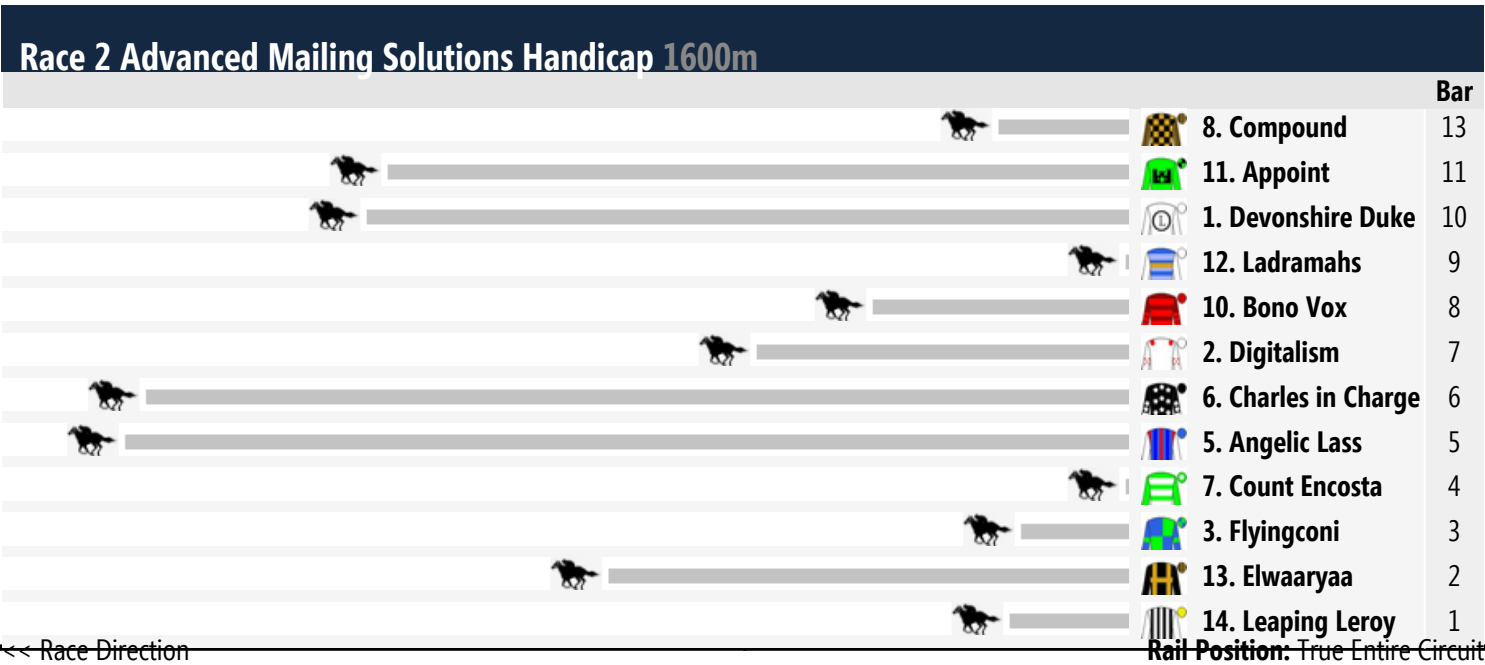 Race 2 Advanced Mailing Solutions Handicap 1600m
Bar
8. Compound 13
11. Appoint 11
1. Devonshire Duke 10
12. Ladramahs 9
10. Bono Vox 8
2. Digitalism 7
6. Charles in Charge 6
5. Angelic Lass 5
7. Count Encosta 4
3. Flyingconi 3
13. Elwaaryaa 2
14. Leaping Leroy 1
<< Race Direction Rail Position: True Entire Circuit